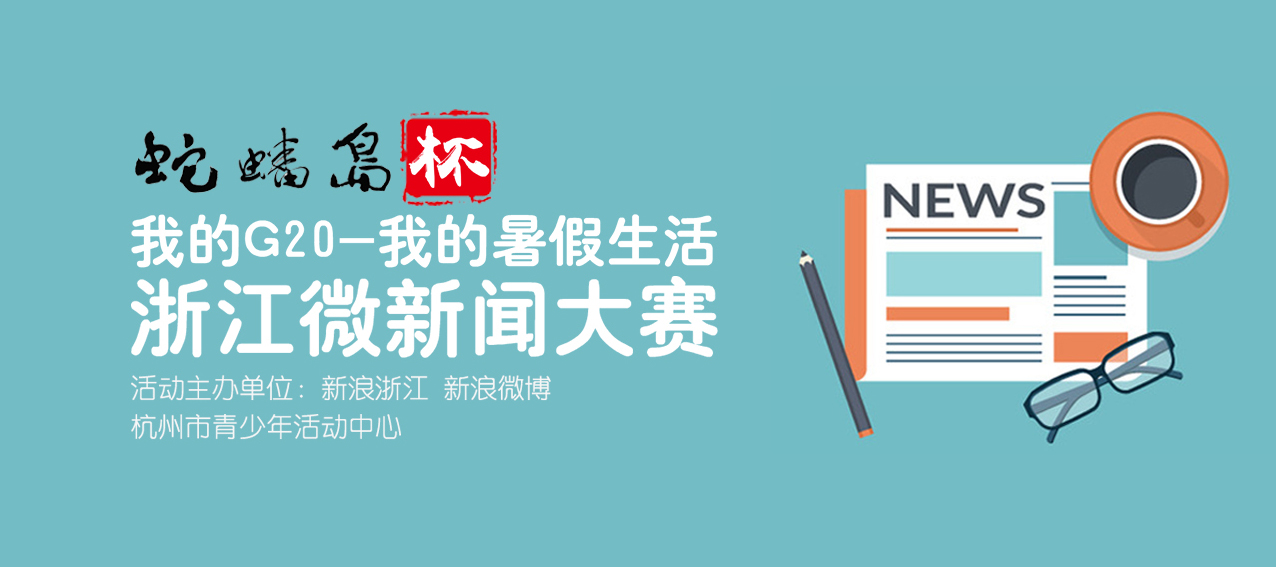 蛇蟠岛杯
我的G20-我的暑假生活
浙江微新闻大赛
活动主办单位：新浪浙江 新浪微博
杭州市青少年活动中心
NEWS